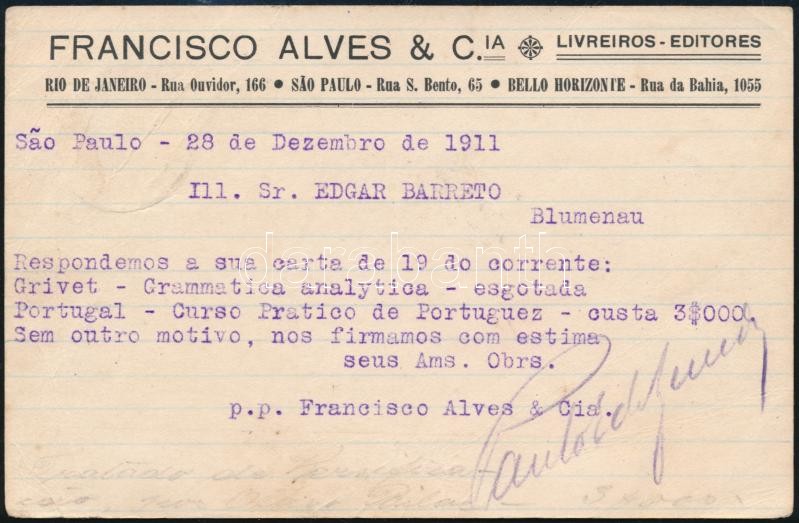 FRANCISCO ALVES & C.IA LIVREIROS-EDITORES
RIO DE JANEIRO - Rua Ouvidor, 166 ● SÃO PAULO - Rua S. Bento, 65 ● BELLO HORIZONTE - Rua da Bahia, 1055
São Paulo - 28 de Dezembro de 1911
Ill. Sr. EDGAR BARRETO
Blumenau
Respondemos a sua carta de 19 do corrente:
Grivet - Grammatica analytica - esgotada
Portugal - Curso Pratico de Portuguez - custa 3$000.
Sem outro motivo, nos firmamos com estima
seus Ams. Obrs.
p.p. Francisco Alves & Cia.
Tratado de
darabanth